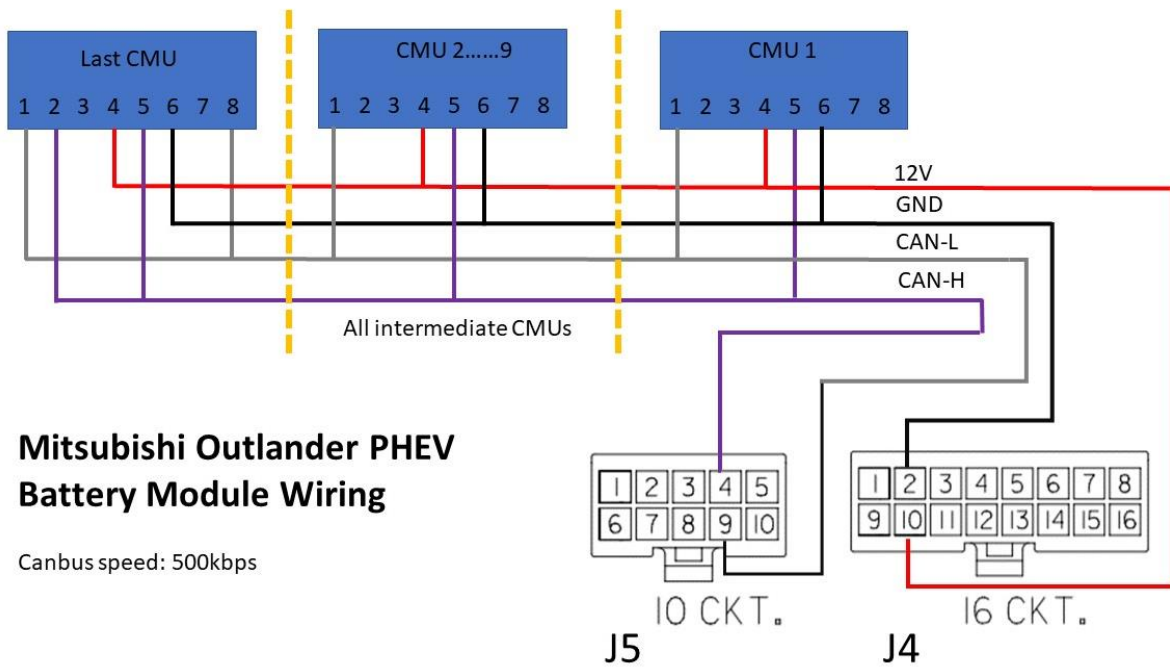 Last CMU
CMU 2......9
CMU 1
1 2 3 4 5 6 7 8
1 2 3 4 5 6 7 8
1 2 3 4 5 6 7 8
12V
GND
CAN-L
CAN-H
All intermediate CMUs
Mitsubishi Outlander PHEV
Battery Module Wiring
Canbus speed: 500kbps
1 2 3 4 5
6 7 8 9 10
10 CKT.
J5
1 2 3 4 5 6 7 8
9 10 11 12 13 14 15 16
16 CKT.
J4